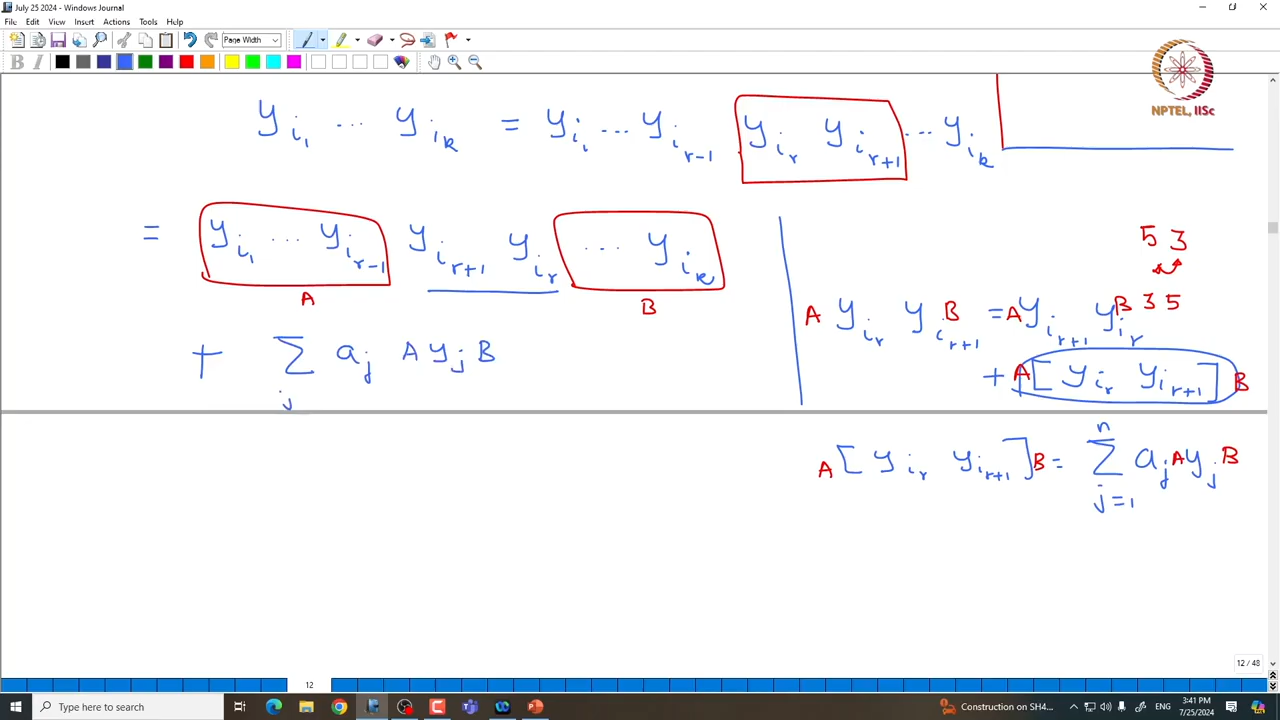 July 25 2024 - Windows Journal
File Edit View Insert Actions Tools Help
Page Width
B I
NPTEL, IISc
y_{i_1} ... y_{i_k} = y_{i_1} ... y_{i_{r-1}} y_{i_r} y_{i_{r+1}} ... y_{i_k}
= y_{i_1} ... y_{i_{r-1}} y_{i_{r+1}} y_{i_r} ... y_{i_k}
A B
+ Σ_j a_j A y_j B
5 3
3 5
A y_{i_r} y_{i_{r+1}} B = A y_{i_{r+1}} y_{i_r} B
+ A [ y_{i_r} y_{i_{r+1}} ] B
A [ y_{i_r} y_{i_{r+1}} ] B = Σ_{j=1}^{n} a_j A y_j B
12 / 48
12
Type here to search
Construction on SH4...
ENG
3:41 PM
7/25/2024